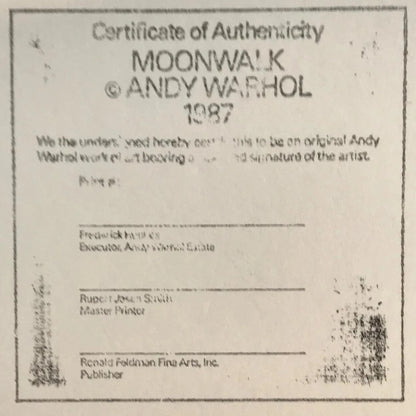 Certificate of Authenticity
MOONWALK
© ANDY WARHOL
1987
We the undersigned hereby certify this to be an original Andy
Warhol work of art bearing a signature of the artist.
Print #:
Frederick Hughes
Executor, Andy Warhol Estate
Rupert Jasen Smith
Master Printer
Ronald Feldman Fine Arts, Inc.
Publisher